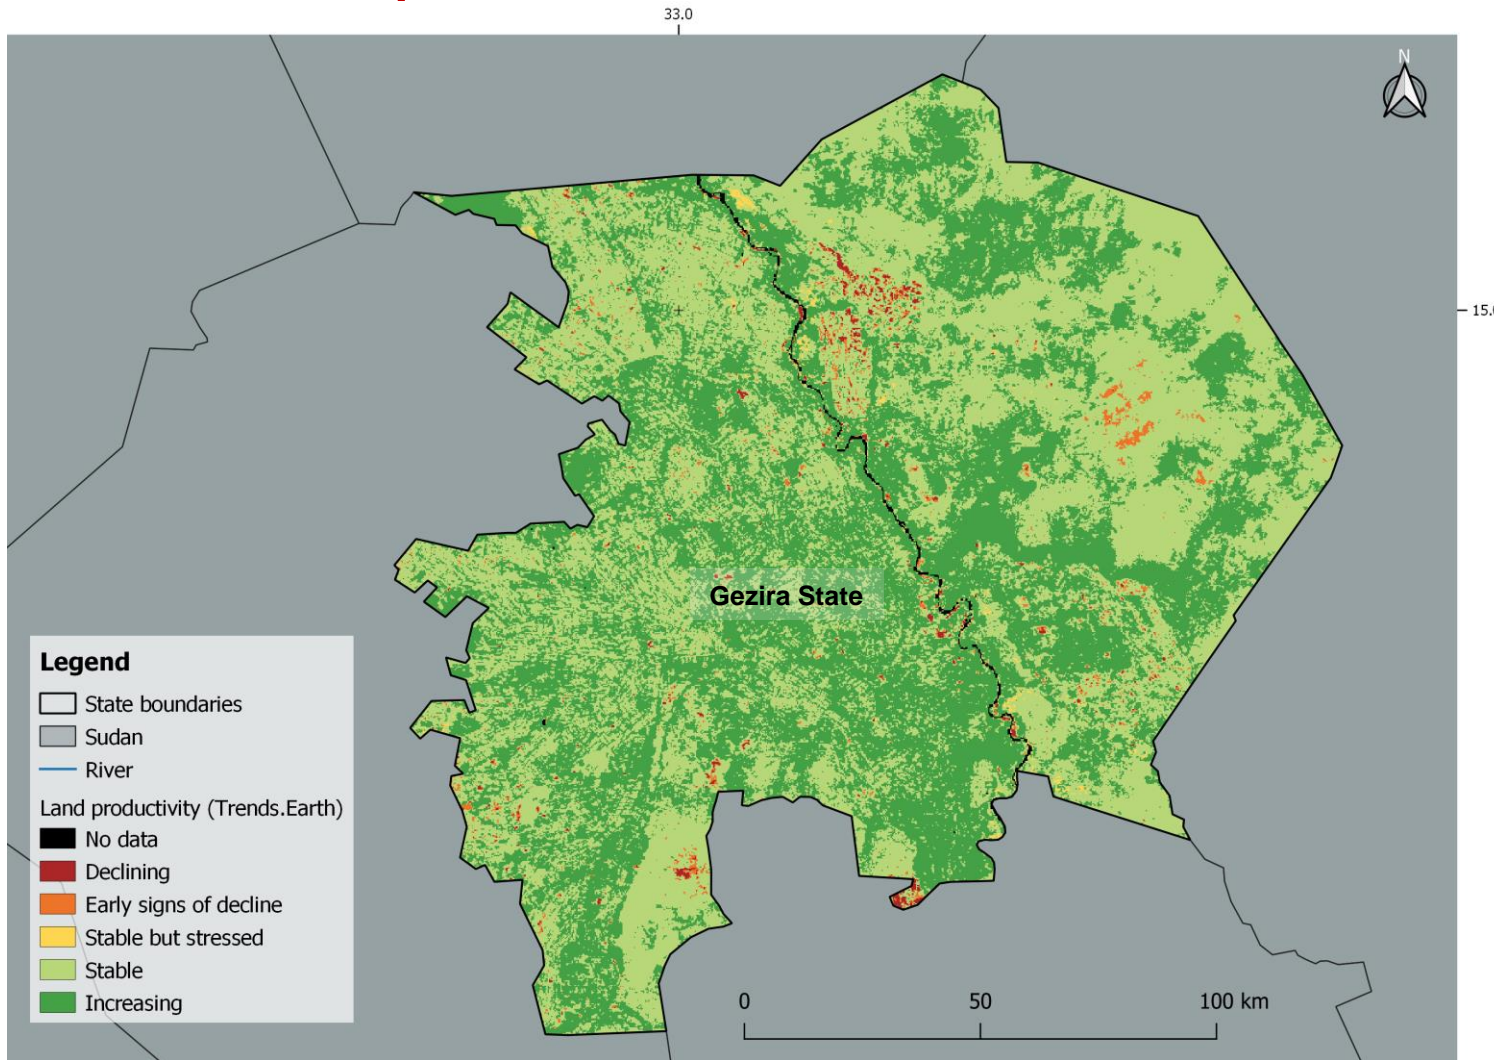 33.0
N
15.0
Gezira State
Legend
State boundaries
Sudan
River
Land productivity (Trends.Earth)
No data
Declining
Early signs of decline
Stable but stressed
Stable
Increasing
0 50 100 km